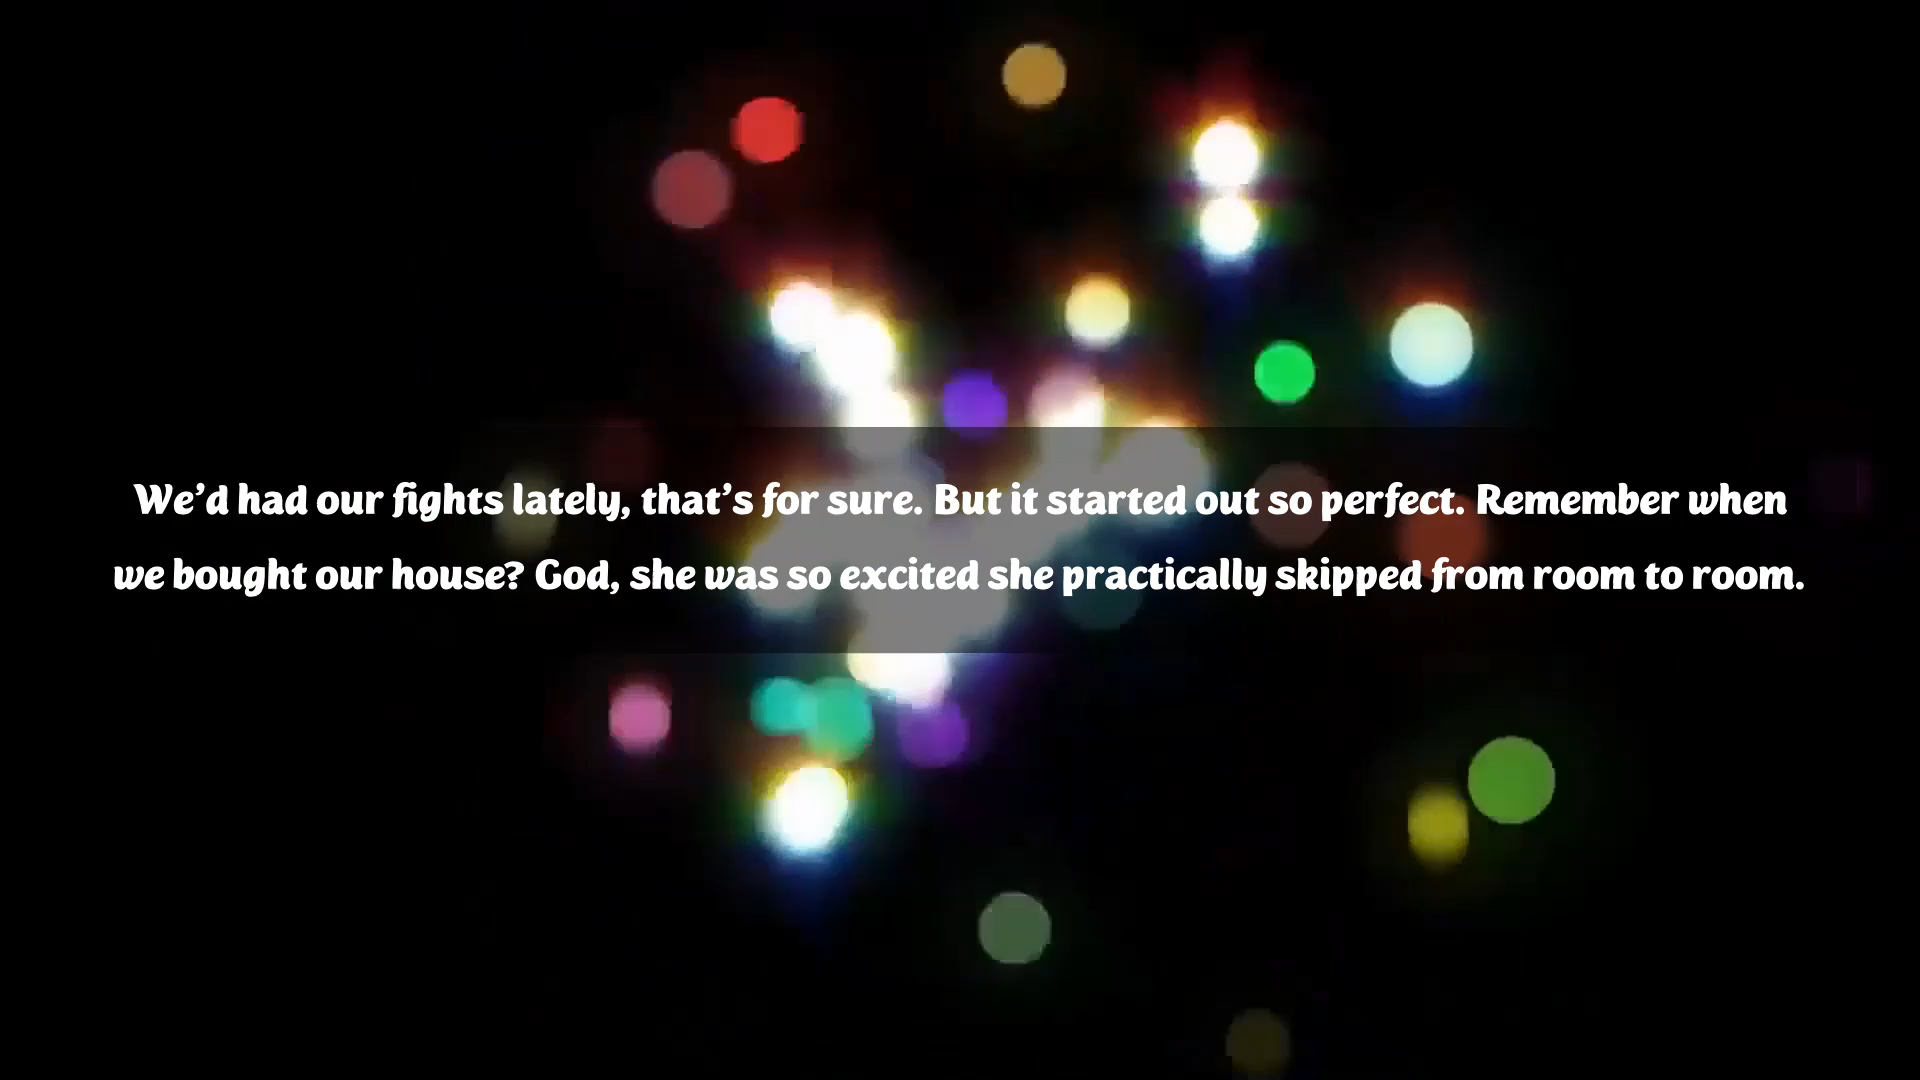 We’d had our fights lately, that’s for sure. But it started out so perfect. Remember when
we bought our house? God, she was so excited she practically skipped from room to room.